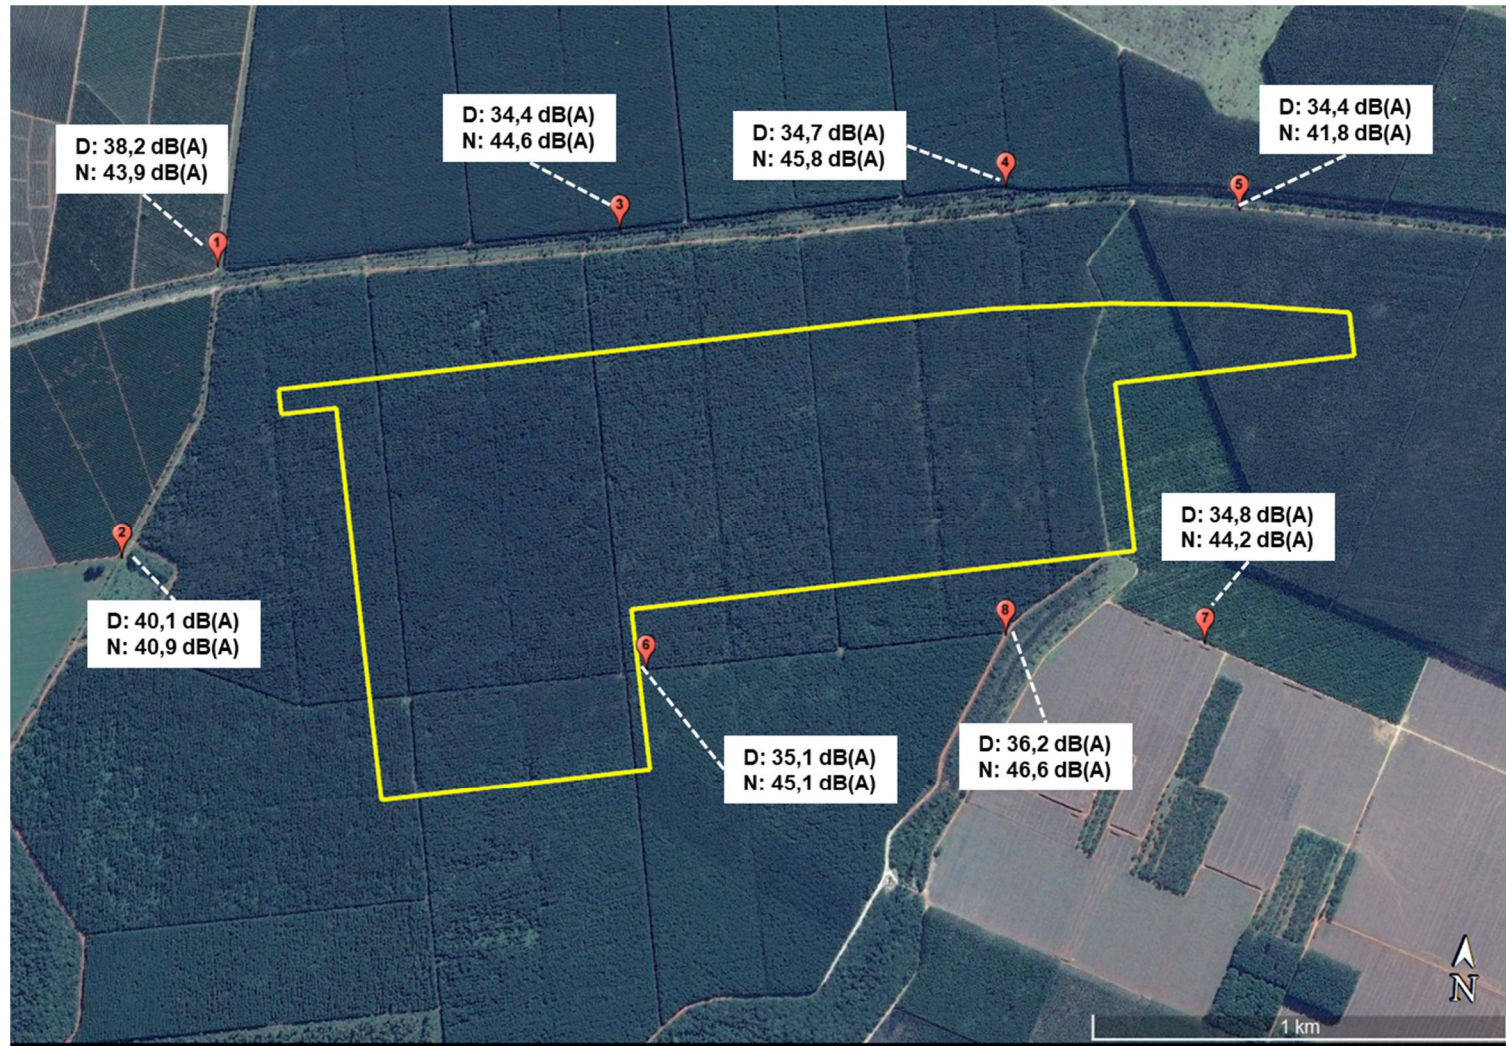 D: 34,4 dB(A)
N: 44,6 dB(A)
D: 34,7 dB(A)
N: 45,8 dB(A)
D: 34,4 dB(A)
N: 41,8 dB(A)
D: 38,2 dB(A)
N: 43,9 dB(A)
4
5
3
1
2
D: 34,8 dB(A)
N: 44,2 dB(A)
D: 40,1 dB(A)
N: 40,9 dB(A)
8
7
6
D: 36,2 dB(A)
N: 46,6 dB(A)
D: 35,1 dB(A)
N: 45,1 dB(A)
N
1 km